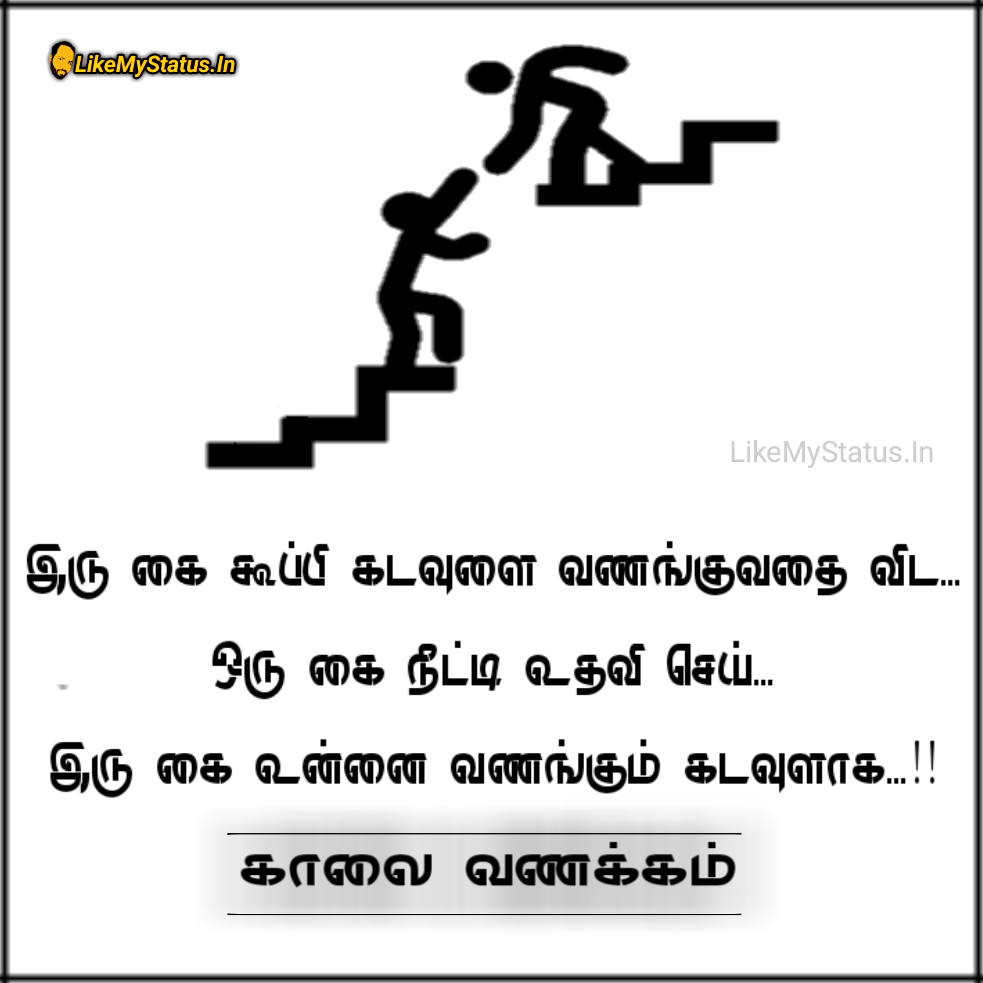 LikeMyStatus.In
LikeMyStatus.In
இரு கை கூப்பி கடவுளை வணங்குவதை விட...
ஒரு கை நீட்டி உதவி செய்...
இரு கை உன்னை வணங்கும் கடவுளாக...!!
காலை வணக்கம்